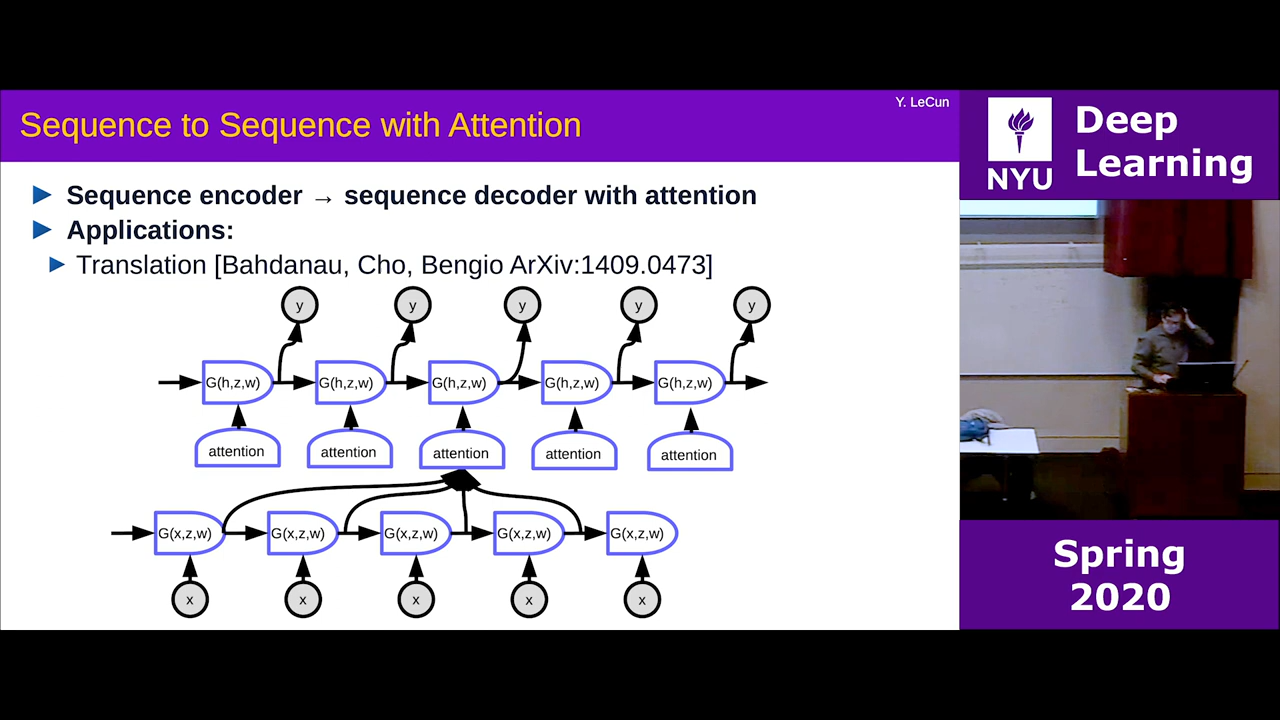 Y. LeCun
Sequence to Sequence with Attention
Sequence encoder → sequence decoder with attention
Applications:
Translation [Bahdanau, Cho, Bengio ArXiv:1409.0473]
y y y y y
G(h,z,w) G(h,z,w) G(h,z,w) G(h,z,w) G(h,z,w)
attention attention attention attention attention
G(x,z,w) G(x,z,w) G(x,z,w) G(x,z,w) G(x,z,w)
x x x x x
NYU
Deep
Learning
Spring
2020